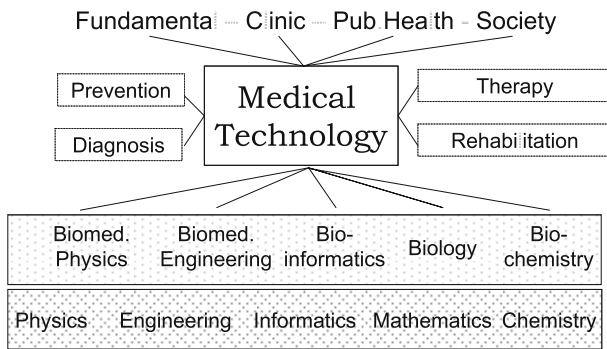 Fundamental – Clinic – Pub.Health – Society
Prevention
Diagnosis
Medical
Technology
Therapy
Rehabilitation
Biomed.
Physics
Biomed.
Engineering
Bio-
informatics
Biology
Bio-
chemistry
Physics Engineering Informatics Mathematics Chemistry